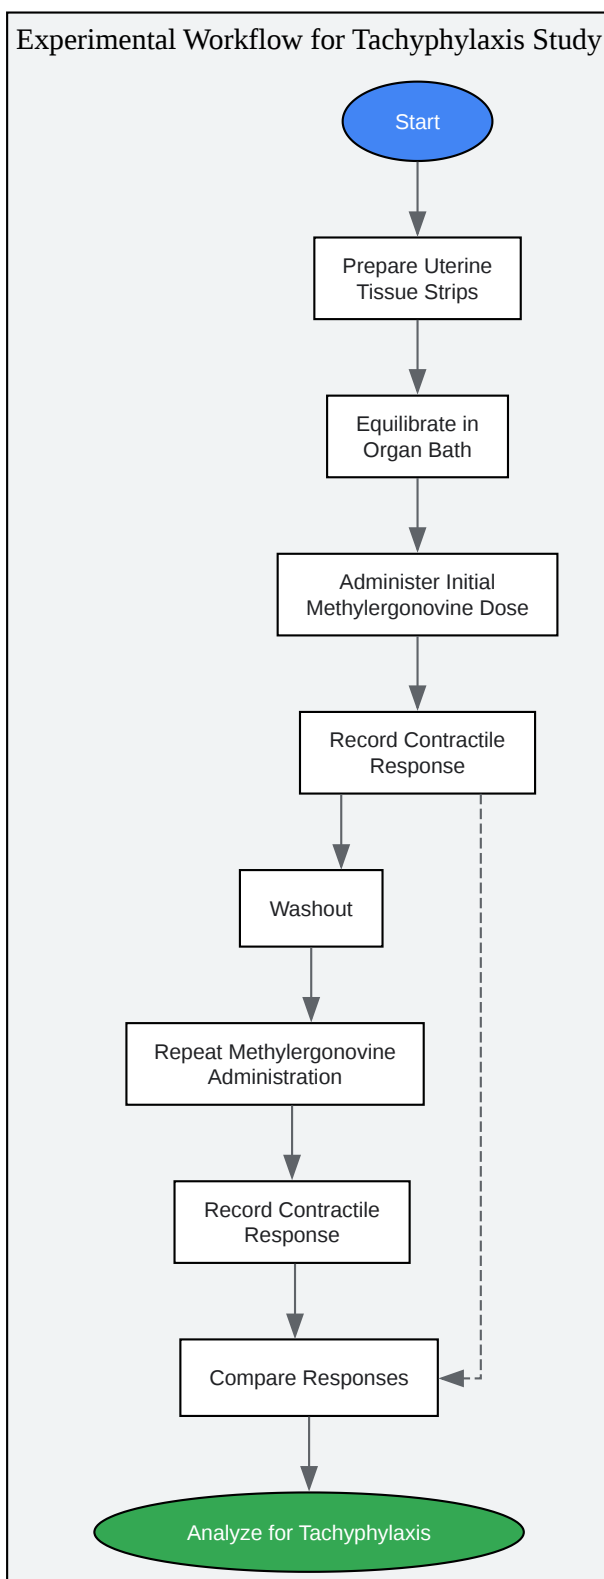 Experimental Workflow for Tachyphylaxis Study
Start
Prepare Uterine
Tissue Strips
Equilibrate in
Organ Bath
Administer Initial
Methylergonovine Dose
Record Contractile
Response
Washout
Repeat Methylergonovine
Administration
Record Contractile
Response
Compare Responses
Analyze for Tachyphylaxis